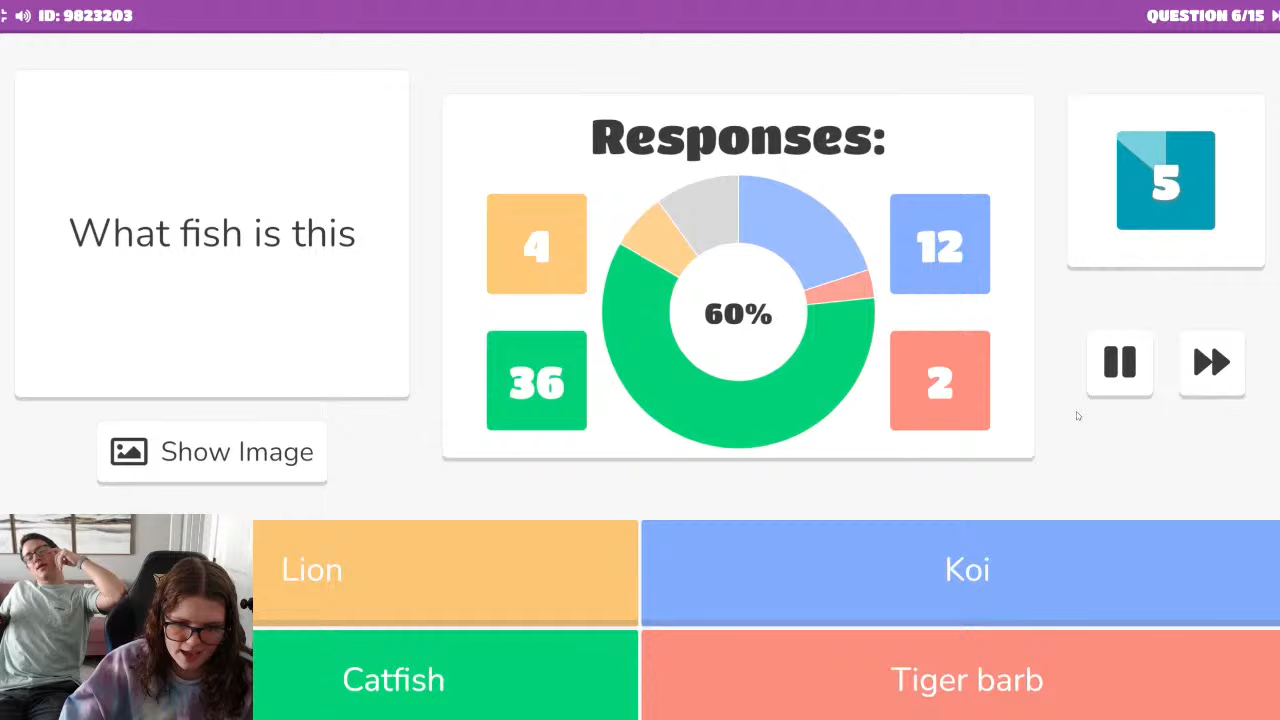 ID: 9823203
QUESTION 6/15
What fish is this
Show Image
Responses:
4
12
36
2
60%
5
Lion
Koi
Catfish
Tiger barb